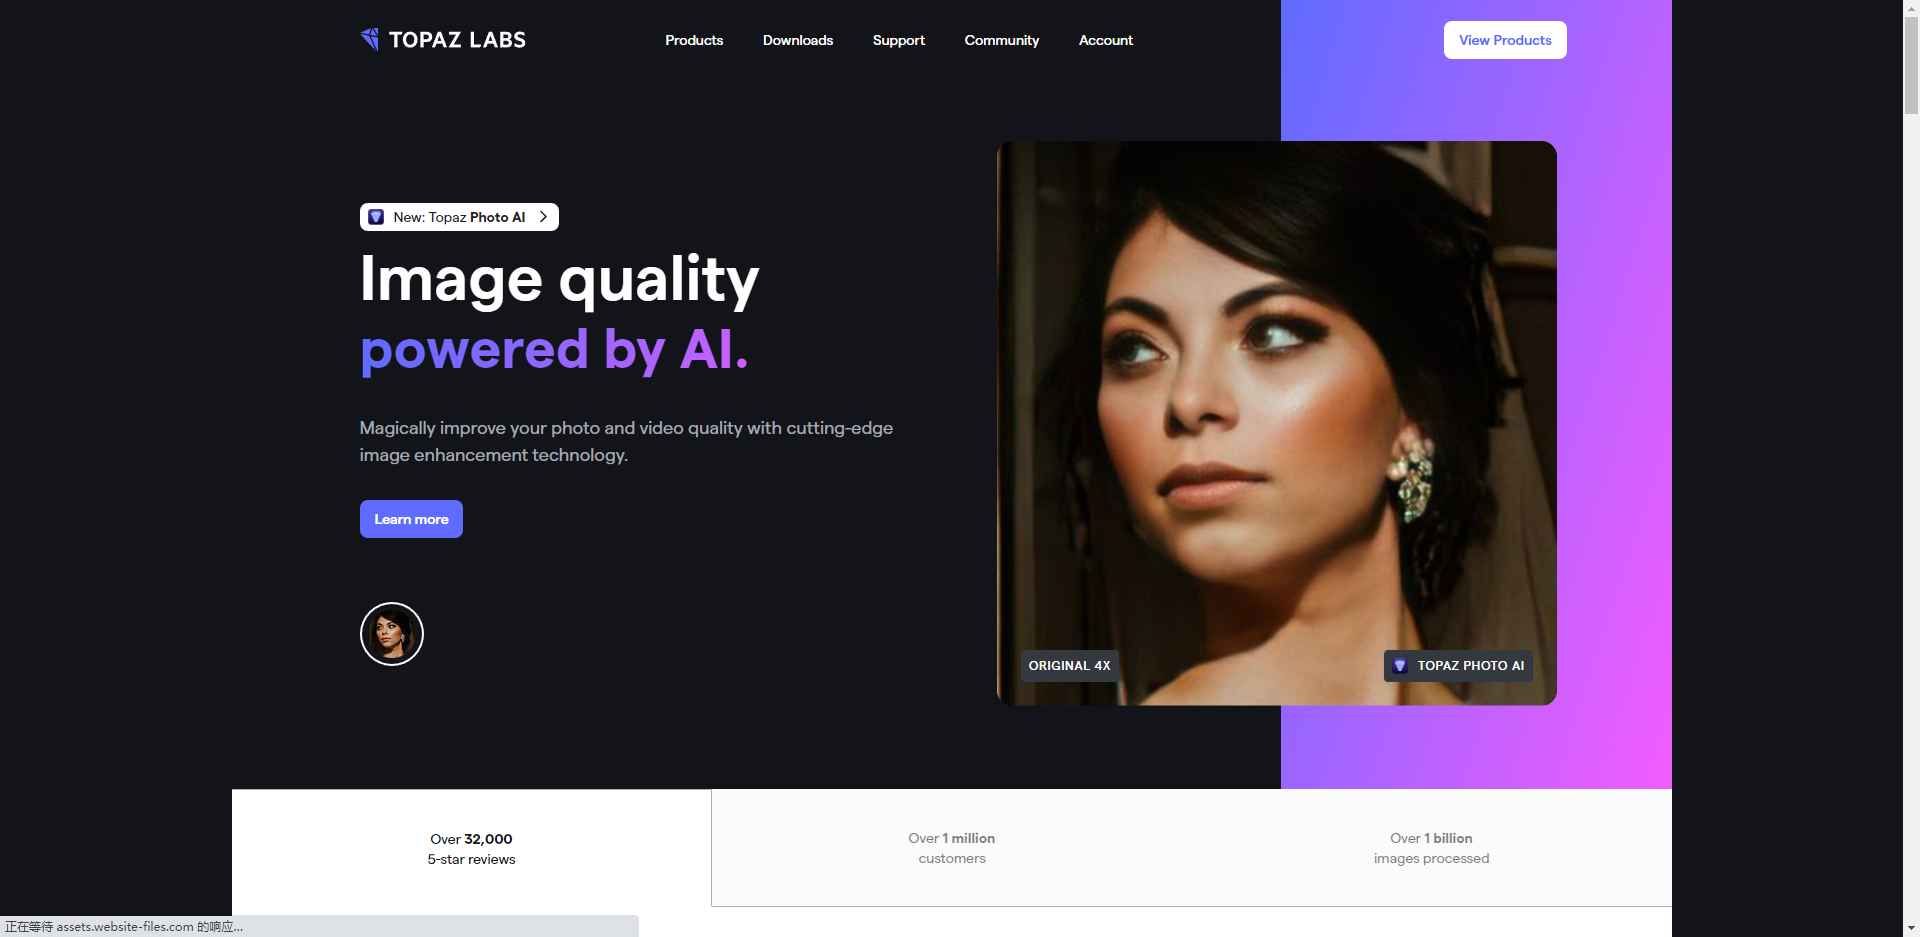 TOPAZ LABS
Products
Downloads
Support
Community
Account
View Products
New: Topaz Photo AI
Image quality
powered by AI.
Magically improve your photo and video quality with cutting-edge
image enhancement technology.
Learn more
ORIGINAL 4X
TOPAZ PHOTO AI
Over 32,000
5-star reviews
Over 1 million
customers
Over 1 billion
images processed
正在等待 assets.website-files.com 的响应...